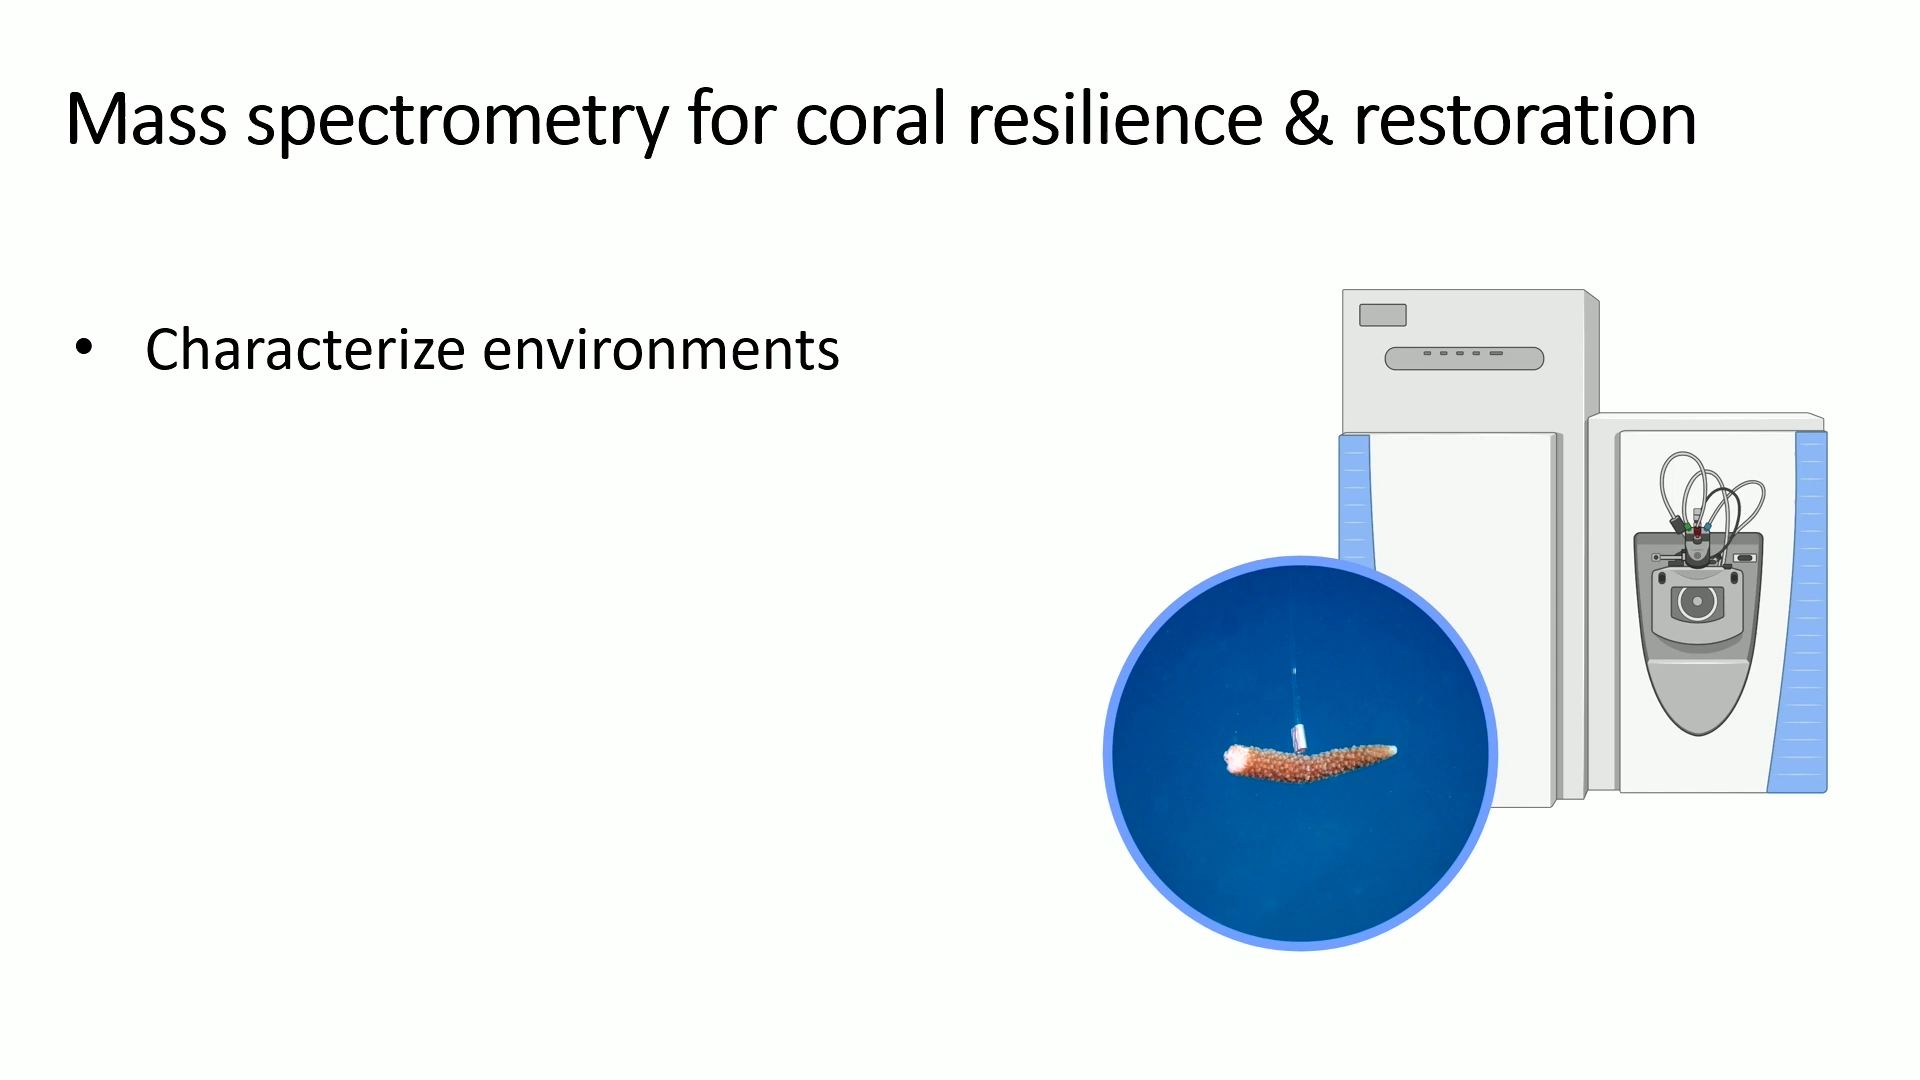 Mass spectrometry for coral resilience & restoration
• Characterize environments